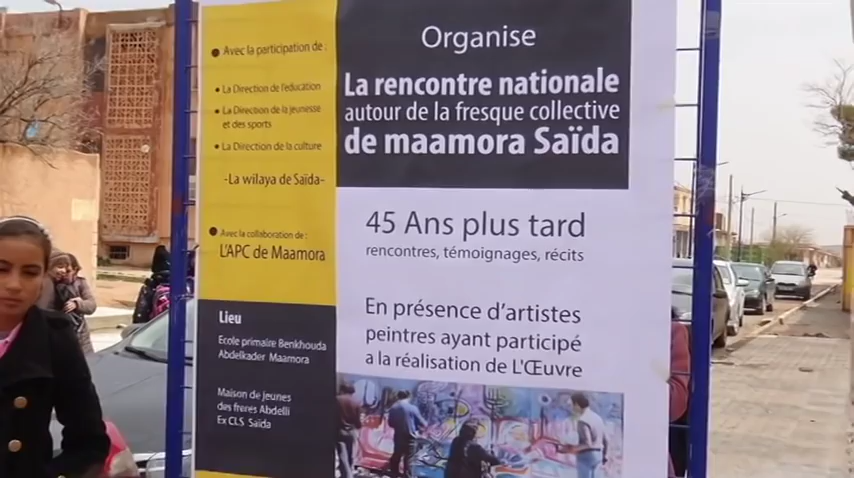 • Avec la participation de :
• La Direction de l'éducation
• La Direction de la jeunesse
et des sports
• La Direction de la culture
-La wilaya de Saïda-
• Avec la collaboration de :
L'APC de Maamora
Lieu
Ecole primaire Benkhouda
Abdelkader Maamora
Maison de Jeunes
des freres Abdelli
Ex CLS Saïda
Organise
La rencontre nationale
autour de la fresque collective
de maamora Saïda
45 Ans plus tard
rencontres, témoignages, récits
En présence d'artistes
peintres ayant participé
a la réalisation de L'Œuvre